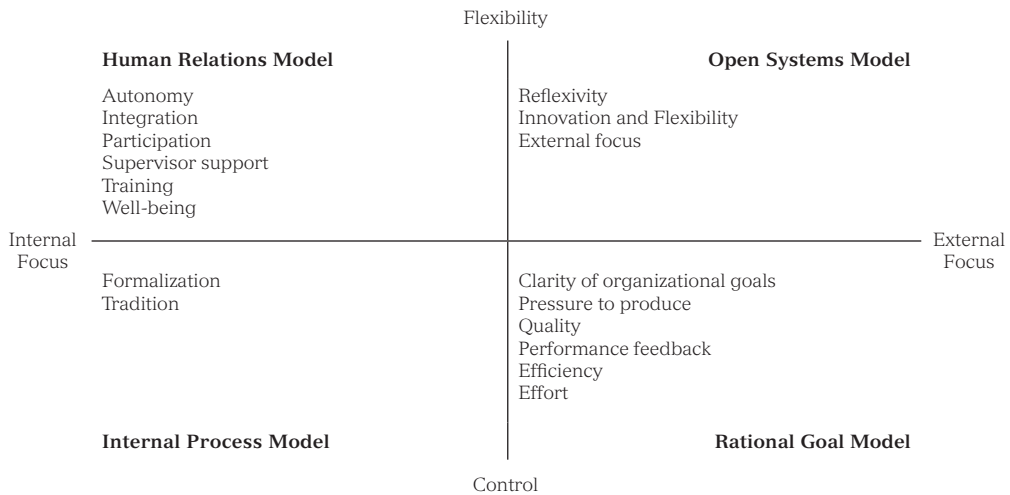 Flexibility
Human Relations Model
Open Systems Model
Autonomy
Integration
Participation
Supervisor support
Training
Well-being
Reflexivity
Innovation and Flexibility
External focus
Internal
Focus
External
Focus
Formalization
Tradition
Clarity of organizational goals
Pressure to produce
Quality
Performance feedback
Efficiency
Effort
Internal Process Model
Rational Goal Model
Control